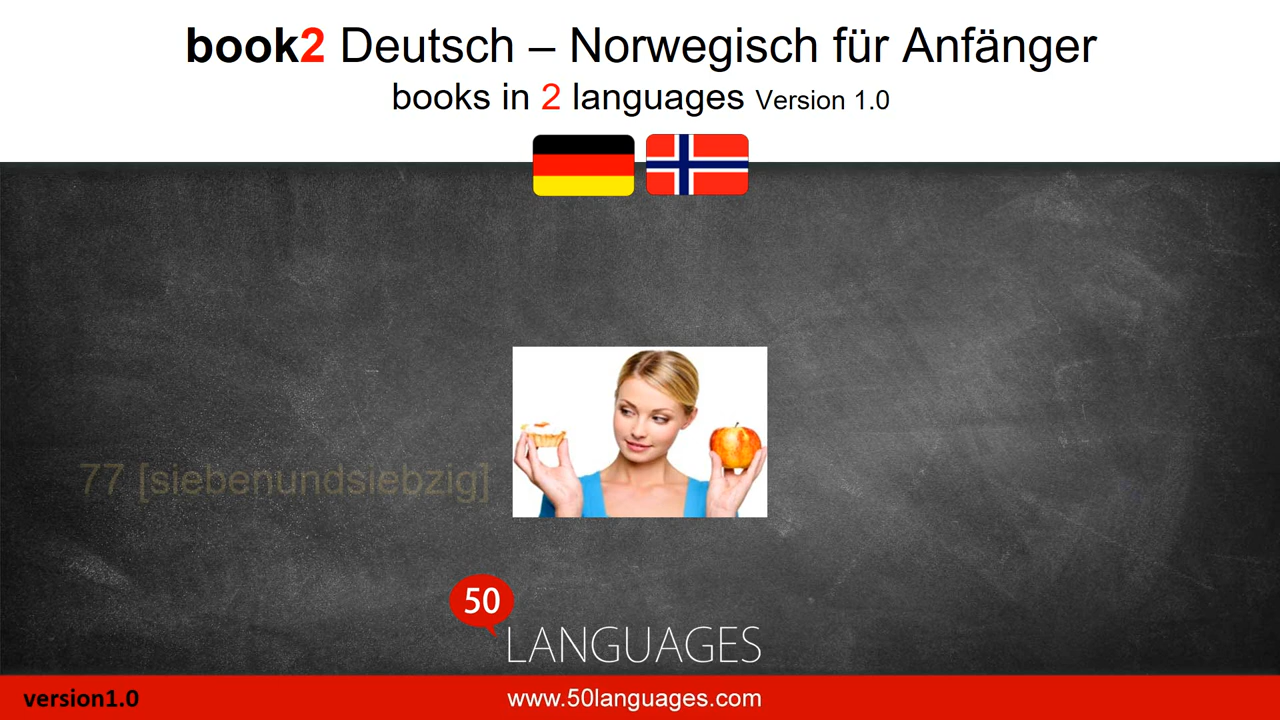 book2 Deutsch – Norwegisch für Anfänger
books in 2 languages Version 1.0
77 [siebenundsiebzig]
50
LANGUAGES
version1.0
www.50languages.com